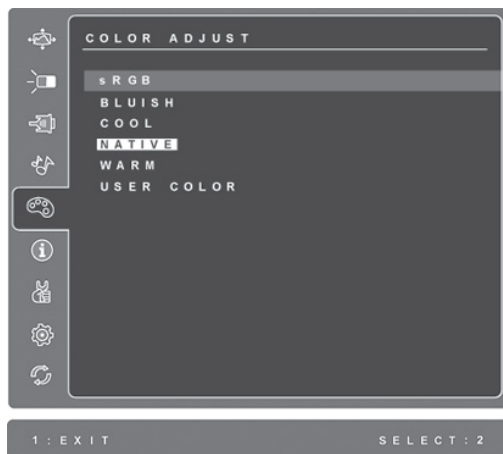 COLOR ADJUST
sRGB
BLUISH
COOL
NATIVE
WARM
USER COLOR
1:EXIT SELECT:2